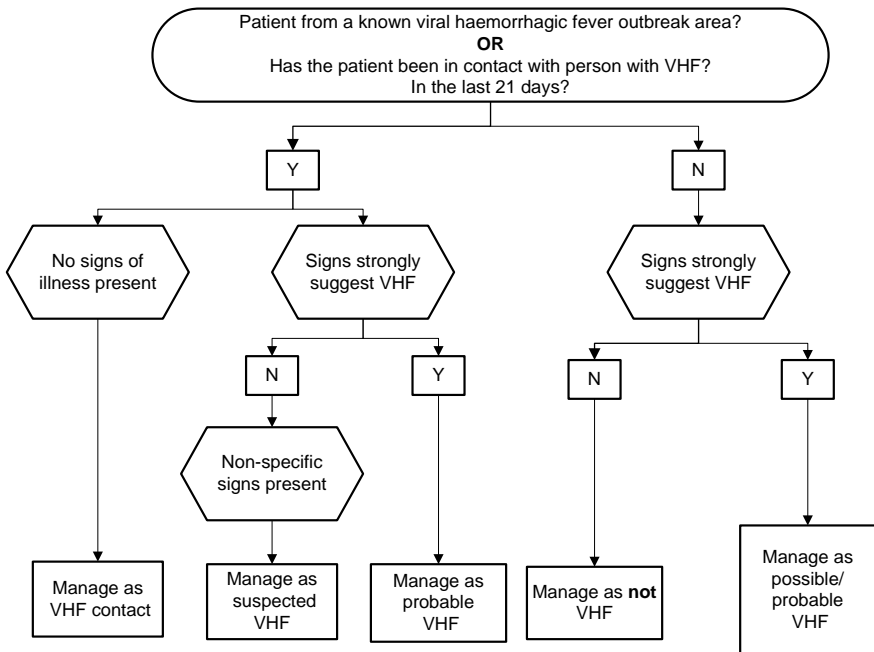 Patient from a known viral haemorrhagic fever outbreak area?
OR
Has the patient been in contact with person with VHF?
In the last 21 days?
Y
N
No signs of
illness present
Signs strongly
suggest VHF
Signs strongly
suggest VHF
N
Y
N
Y
Non-specific
signs present
Manage as
VHF contact
Manage as
suspected
VHF
Manage as
probable
VHF
Manage as not
VHF
Manage as
possible/
probable
VHF